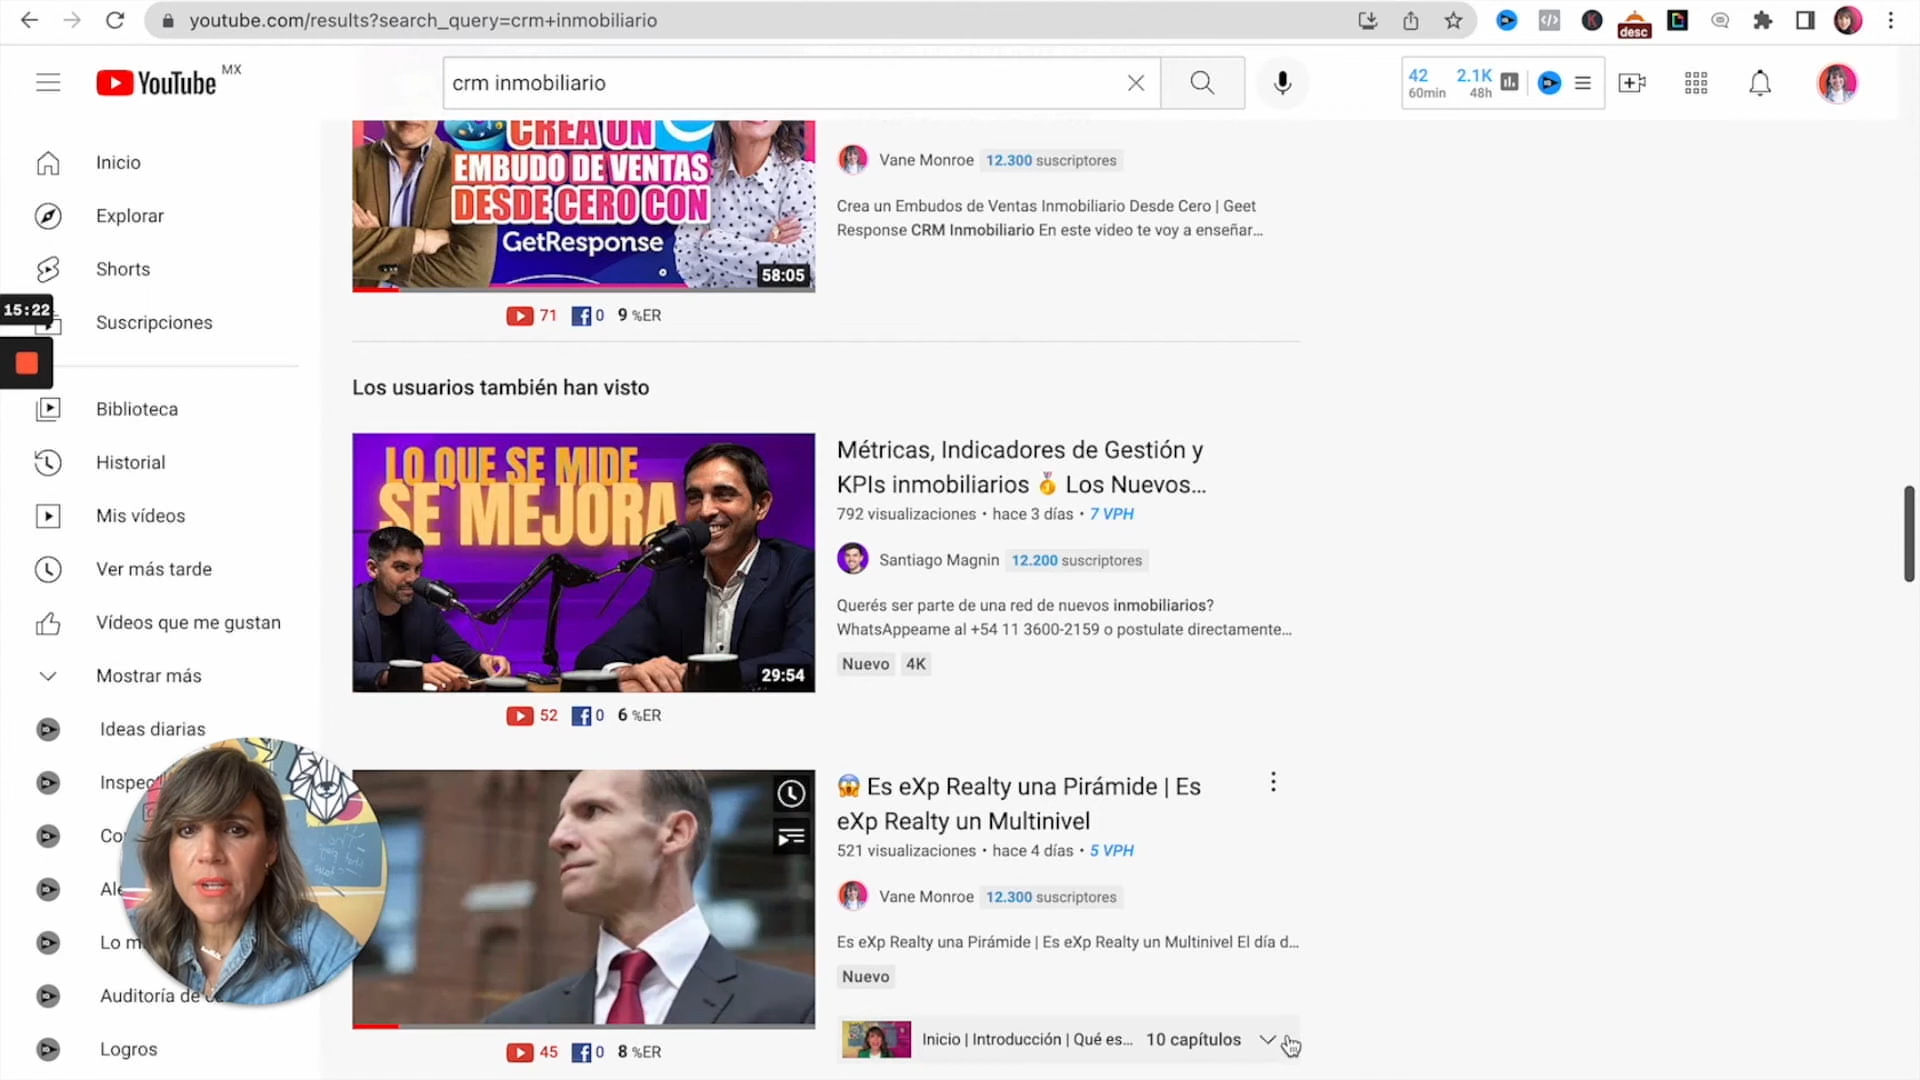 youtube.com/results?search_query=crm+inmobiliario
desc
YouTube MX
crm inmobiliario
42
60min
2.1K
48h
Inicio
Explorar
Shorts
15:22
Suscripciones
Biblioteca
Historial
Mis vídeos
Ver más tarde
Vídeos que me gustan
Mostrar más
Ideas diarias
Inspec
Co
Ale
Lo m
Auditoría de c
Logros
CREA UN
EMBUDO DE VENTAS
DESDE CERO CON
GetResponse
58:05
71 0 9 %ER
Vane Monroe 12.300 suscriptores
Crea un Embudos de Ventas Inmobiliario Desde Cero | Geet
Response CRM Inmobiliario En este video te voy a enseñar...
Los usuarios también han visto
LO QUE SE MIDE
SE MEJORA
29:54
52 0 6 %ER
Métricas, Indicadores de Gestión y
KPIs inmobiliarios 🥇 Los Nuevos...
792 visualizaciones • hace 3 días • 7 VPH
Santiago Magnin 12.200 suscriptores
Querés ser parte de una red de nuevos inmobiliarios?
WhatsAppeame al +54 11 3600-2159 o postulate directamente...
Nuevo 4K
😱 Es eXp Realty una Pirámide | Es
eXp Realty un Multinivel
521 visualizaciones • hace 4 días • 5 VPH
Vane Monroe 12.300 suscriptores
Es eXp Realty una Pirámide | Es eXp Realty un Multinivel El día d...
Nuevo
Inicio | Introducción | Qué es... 10 capítulos
45 0 8 %ER